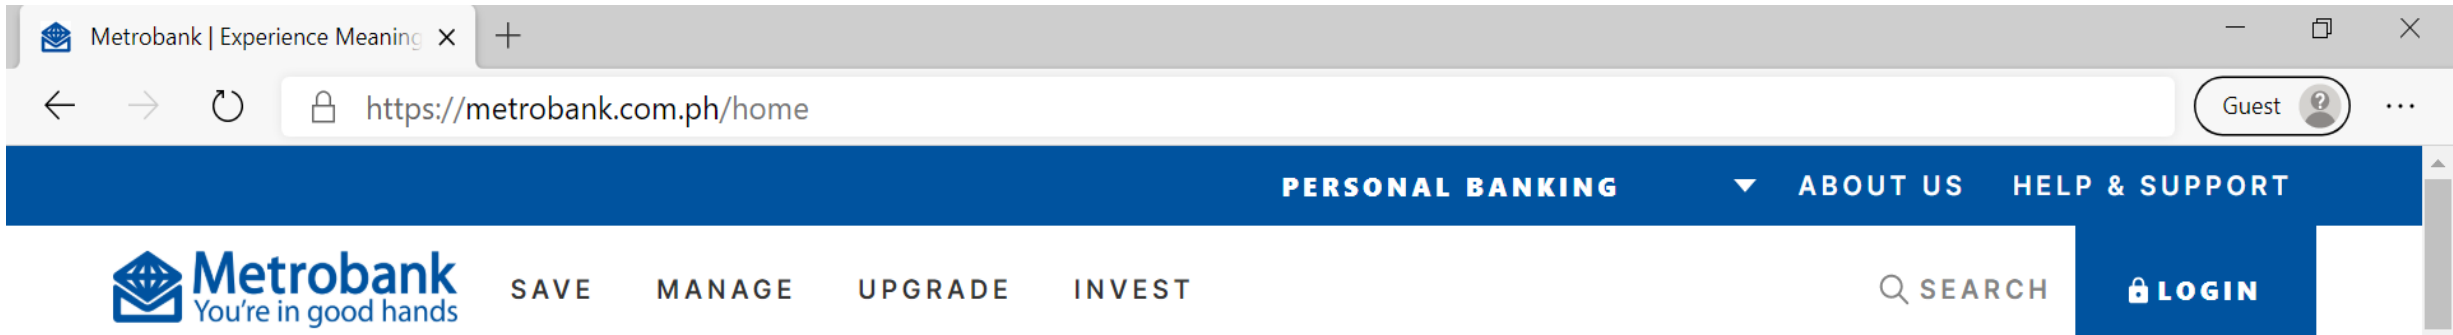 Metrobank | Experience Meaning
https://metrobank.com.ph/home
Guest
PERSONAL BANKING ABOUT US HELP & SUPPORT
Metrobank
You're in good hands
SAVE MANAGE UPGRADE INVEST SEARCH LOGIN